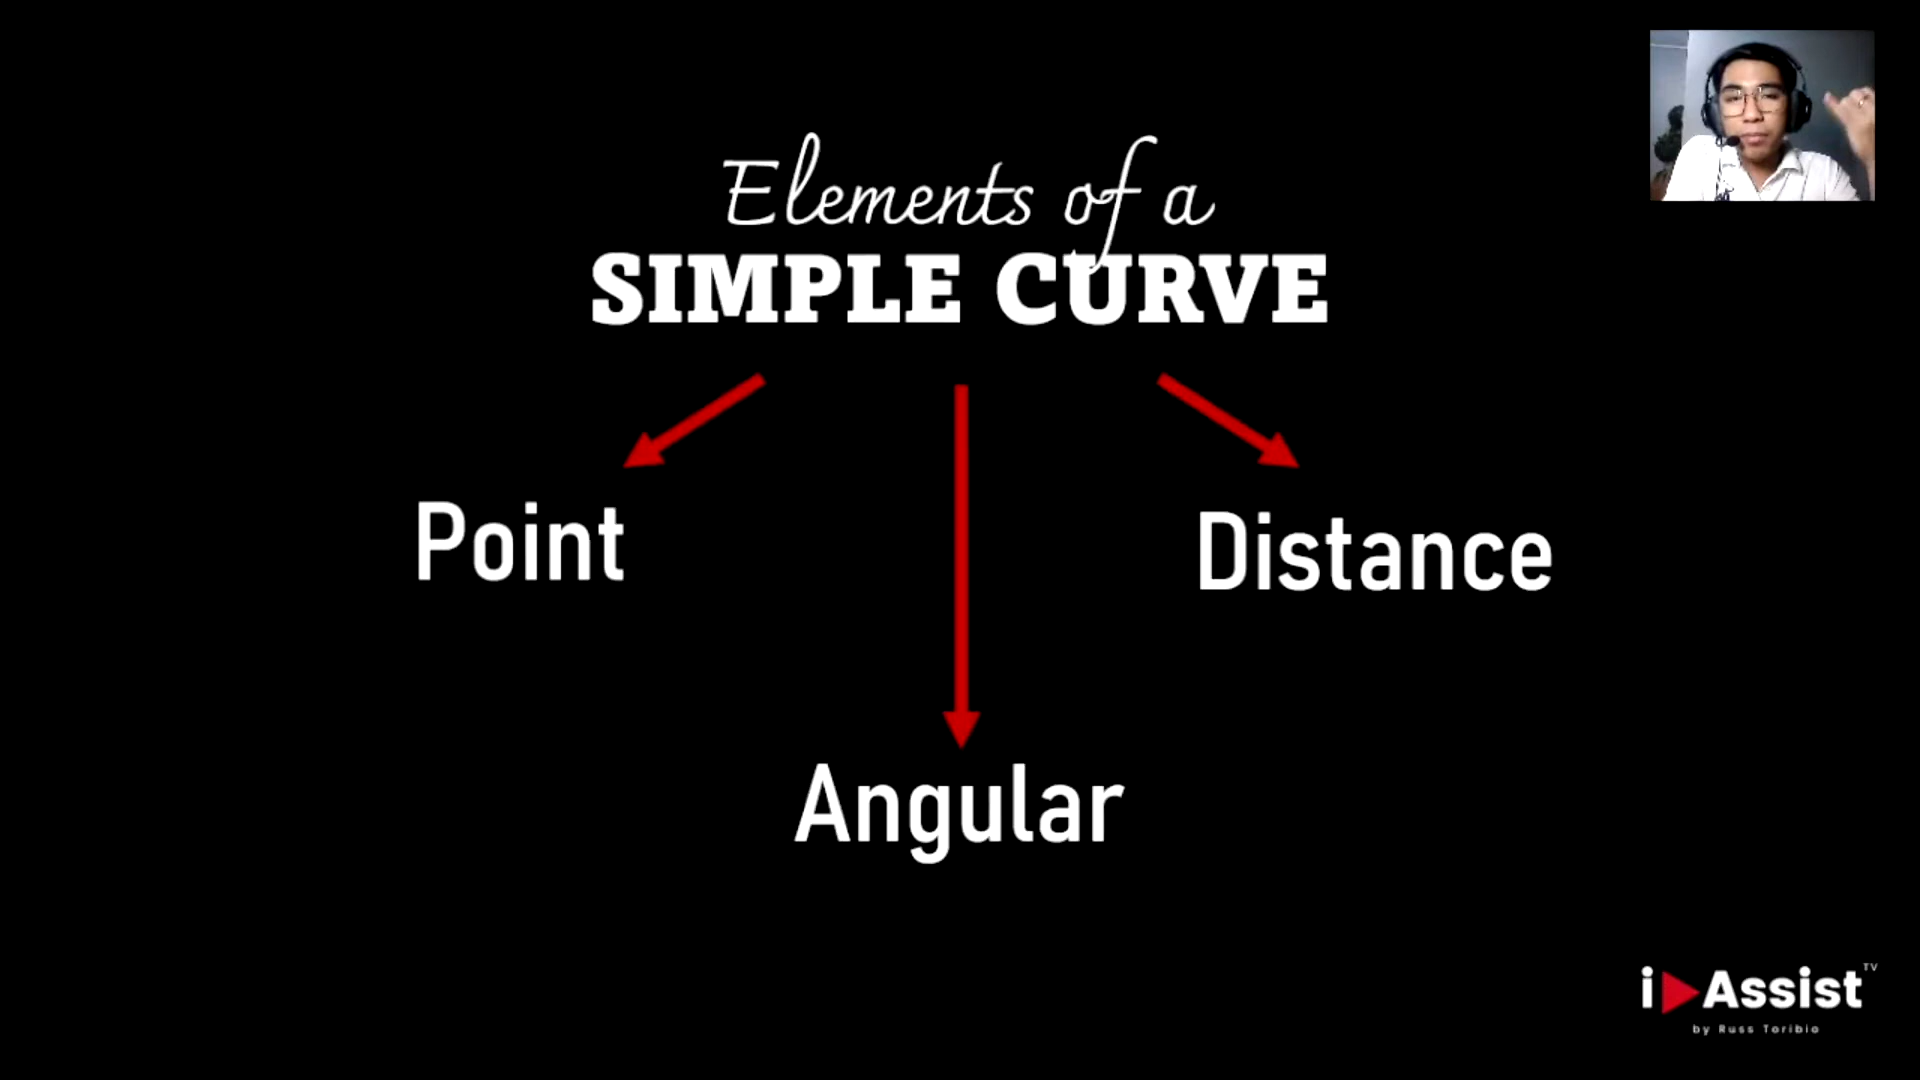 Elements of a
SIMPLE CURVE
Point
Distance
Angular
i Assist TV
by Russ Toribio